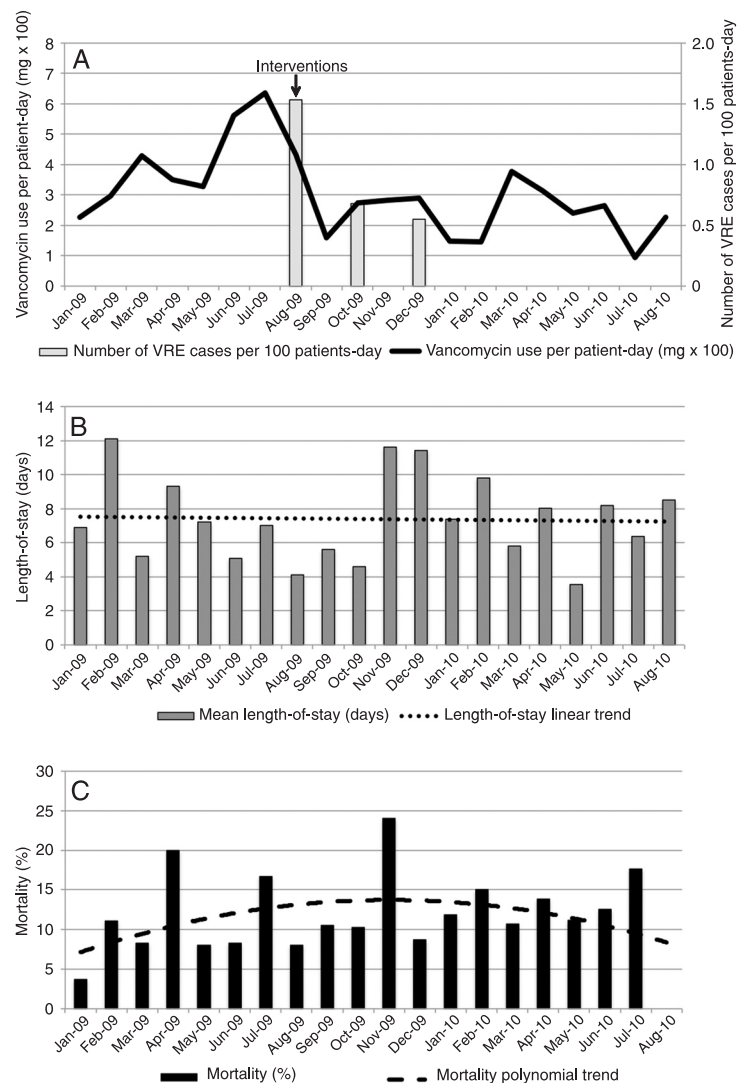 A
Interventions
Vancomycin use per patient-day (mg x 100)
8
7
6
5
4
3
2
1
0
Number of VRE cases per 100 patients-day
2.0
1.5
1.0
0.5
0
Jan-09 Feb-09 Mar-09 Apr-09 May-09 Jun-09 Jul-09 Aug-09 Sep-09 Oct-09 Nov-09 Dec-09 Jan-10 Feb-10 Mar-10 Apr-10 May-10 Jun-10 Jul-10 Aug-10
Number of VRE cases per 100 patients-day Vancomycin use per patient-day (mg x 100)
B
Length-of-stay (days)
14
12
10
8
6
4
2
0
Jan-09 Feb-09 Mar-09 Apr-09 May-09 Jun-09 Jul-09 Aug-09 Sep-09 Oct-09 Nov-09 Dec-09 Jan-10 Feb-10 Mar-10 Apr-10 May-10 Jun-10 Jul-10 Aug-10
Mean length-of-stay (days) Length-of-stay linear trend
C
Mortality (%)
30
25
20
15
10
5
0
Jan-09 Feb-09 Mar-09 Apr-09 May-09 Jun-09 Jul-09 Aug-09 Sep-09 Oct-09 Nov-09 Dec-09 Jan-10 Feb-10 Mar-10 Apr-10 May-10 Jun-10 Jul-10 Aug-10
Mortality (%) Mortality polynomial trend